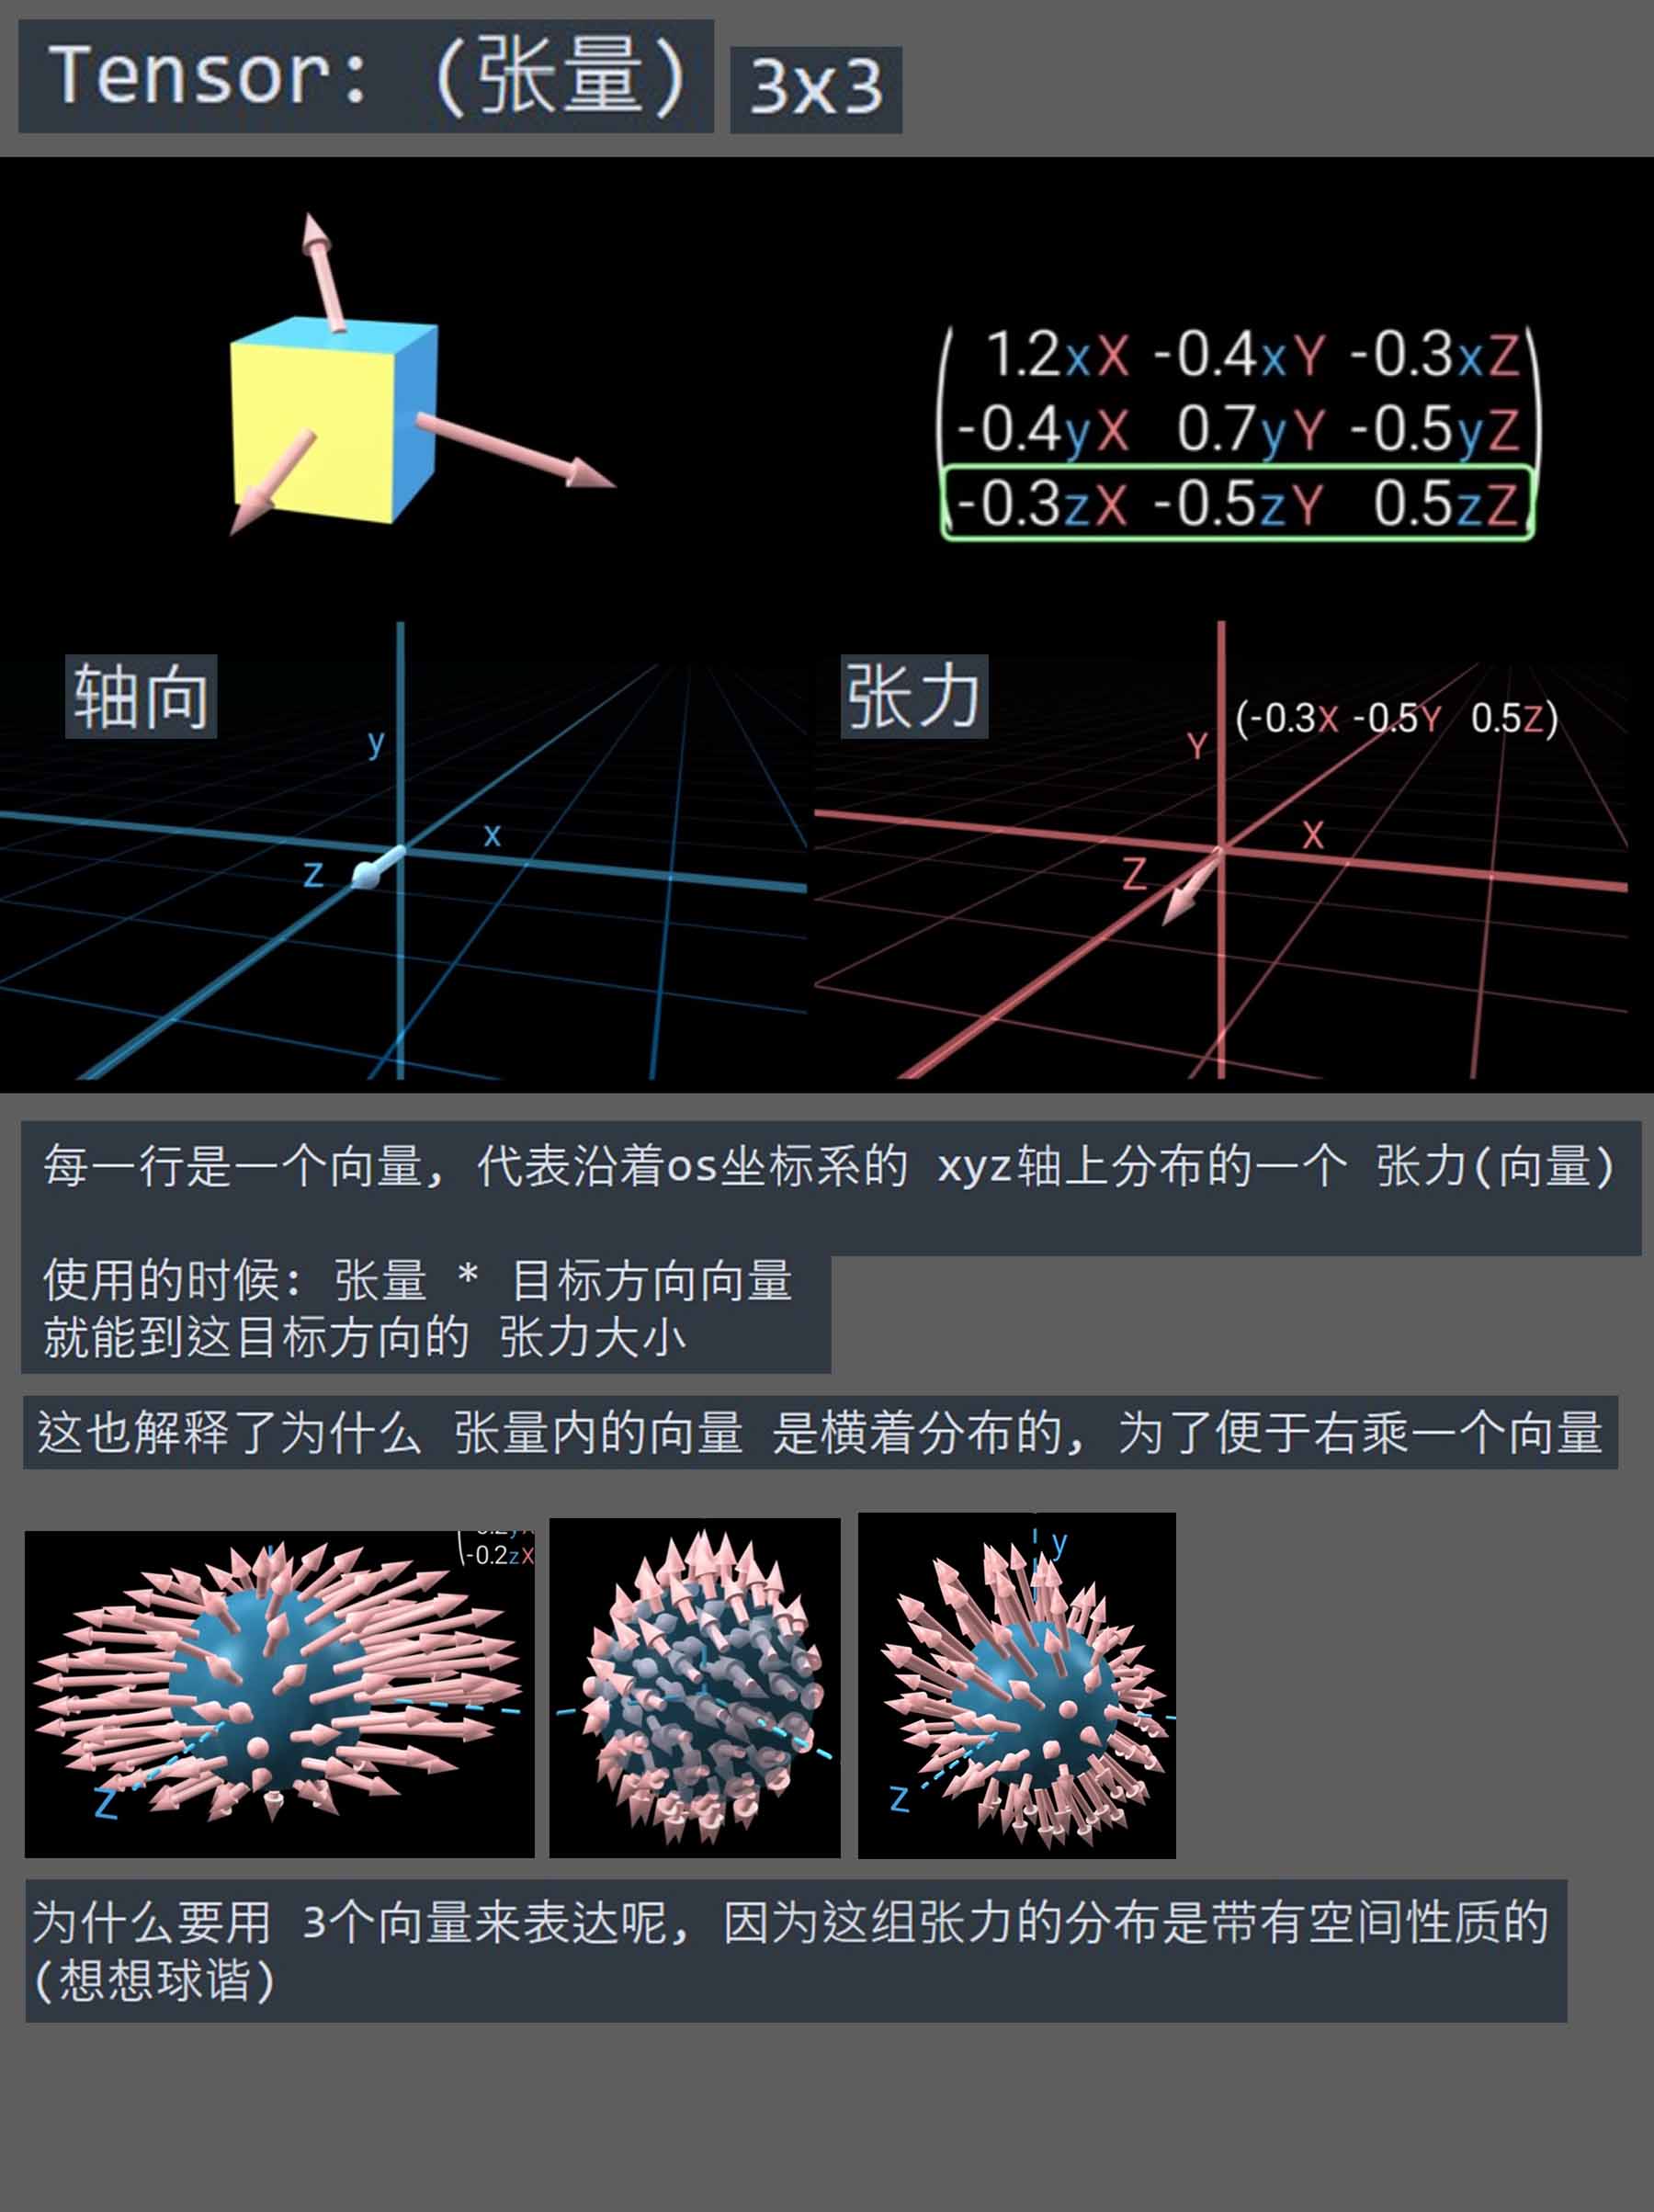 Tensor: (张量) 3x3
1.2xX -0.4xY -0.3xZ
-0.4yX 0.7yY -0.5yZ
-0.3zX -0.5zY 0.5zZ
轴向
张力
(-0.3X -0.5Y 0.5Z)
y
Y
x
X
z
Z
每一行是一个向量, 代表沿着os坐标系的 xyz轴上分布的一个 张力(向量)
使用的时候: 张量 * 目标方向向量
就能到这目标方向的 张力大小
这也解释了为什么 张量内的向量 是横着分布的, 为了便于右乘一个向量
-0.2zX
y
z
z
为什么要用 3个向量来表达呢, 因为这组张力的分布是带有空间性质的
(想想球谐)